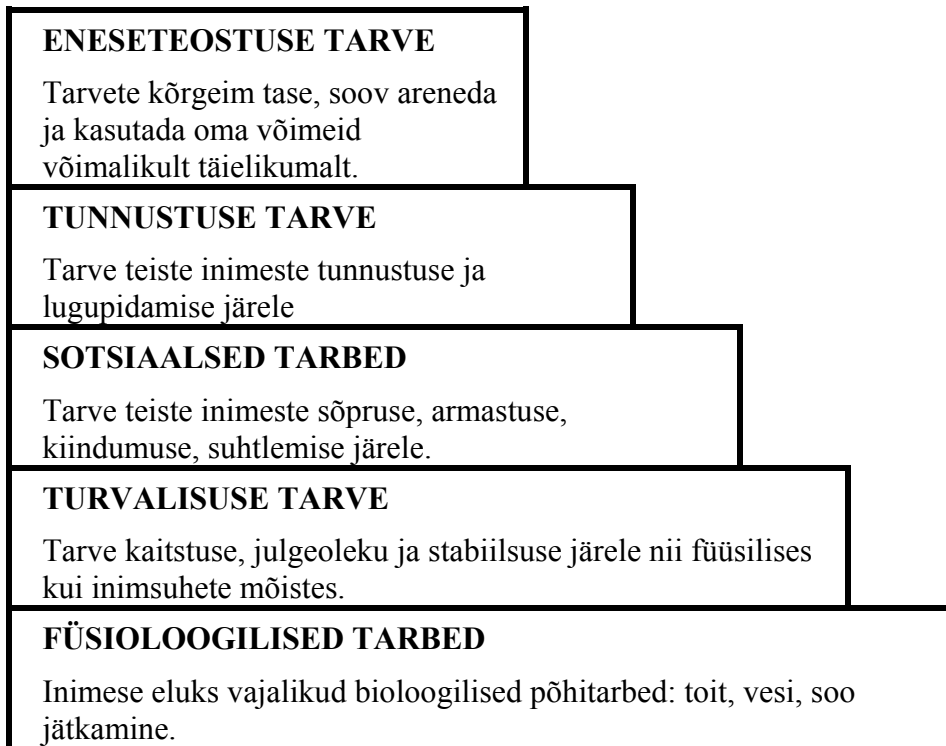 ENESETEOSTUSE TARVE
Tarvete kõrgeim tase, soov areneda
ja kasutada oma võimeid
võimalikult täielikumalt.
TUNNUSTUSE TARVE
Tarve teiste inimeste tunnustuse ja
lugupidamise järele
SOTSIAALSED TARBED
Tarve teiste inimeste sõpruse, armastuse,
kiindumuse, suhtlemise järele.
TURVALISUSE TARVE
Tarve kaitstuse, julgeoleku ja stabiilsuse järele nii füüsilises
kui inimsuhete mõistes.
FÜSIOLOOGILISED TARBED
Inimese eluks vajalikud bioloogilised põhitarbed: toit, vesi, soo
jätkamine.